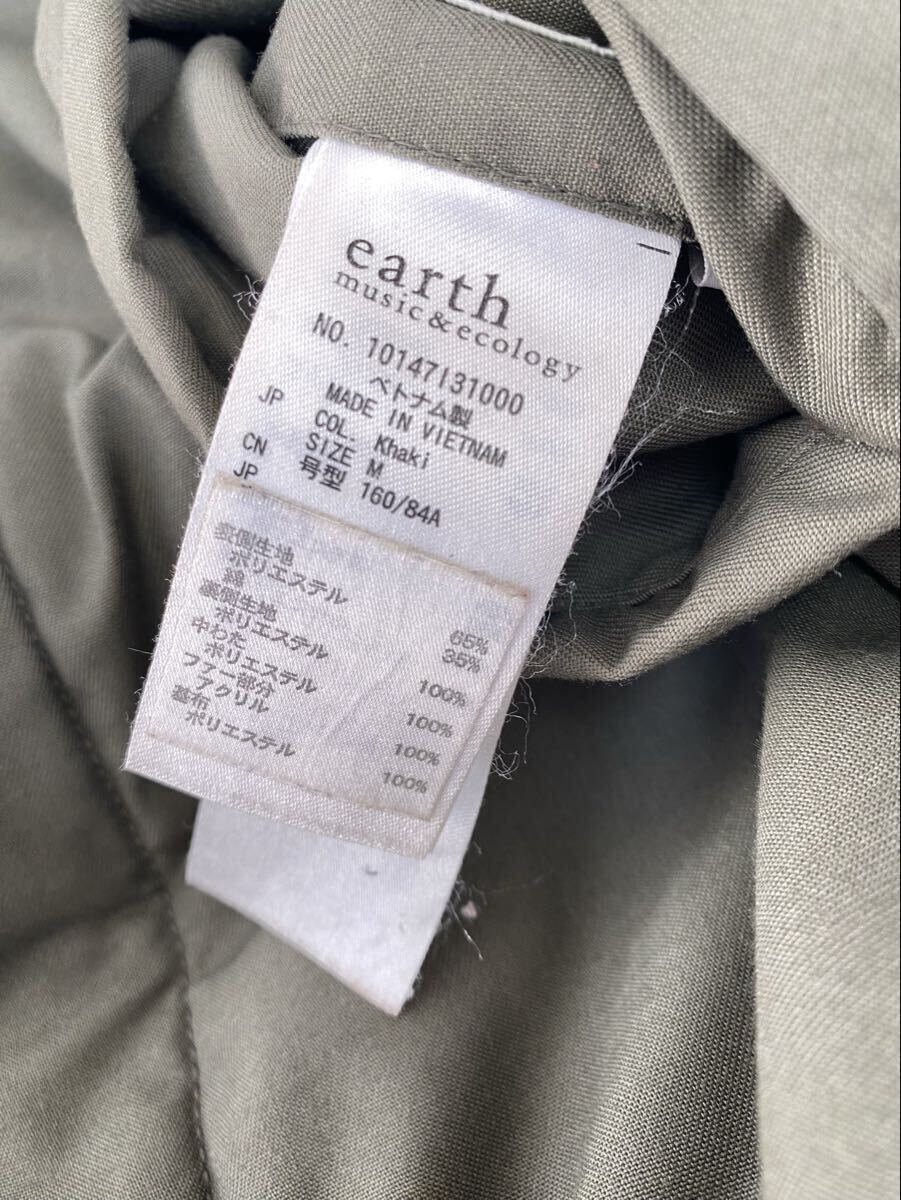 earth
music&ecology
NO. 10147131000
ベトナム製
JP MADE IN VIETNAM
COL. Khaki
CN SIZE M
JP 号型 160/84A
表側生地
ポリエステル 65%
綿 35%
裏側生地
ポリエステル 100%
中わた
ポリエステル 100%
ファー部分
アクリル 100%
基布
ポリエステル 100%